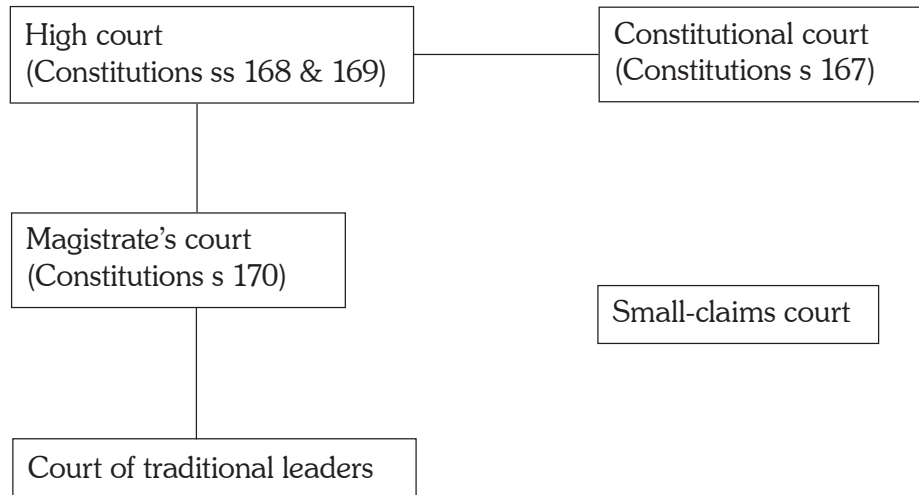 High court
(Constitutions ss 168 & 169)
Constitutional court
(Constitutions s 167)
Magistrate’s court
(Constitutions s 170)
Small-claims court
Court of traditional leaders